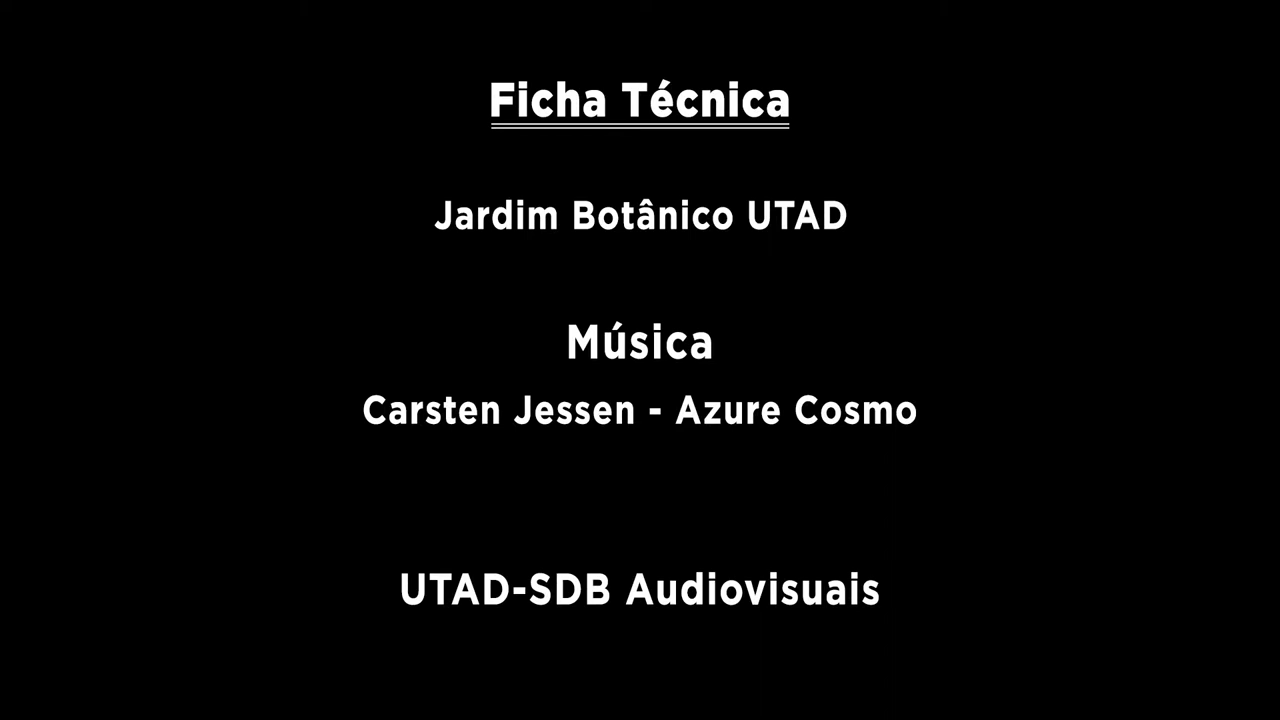 Ficha Técnica
Jardim Botânico UTAD
Música
Carsten Jessen - Azure Cosmo
UTAD-SDB Audiovisuais